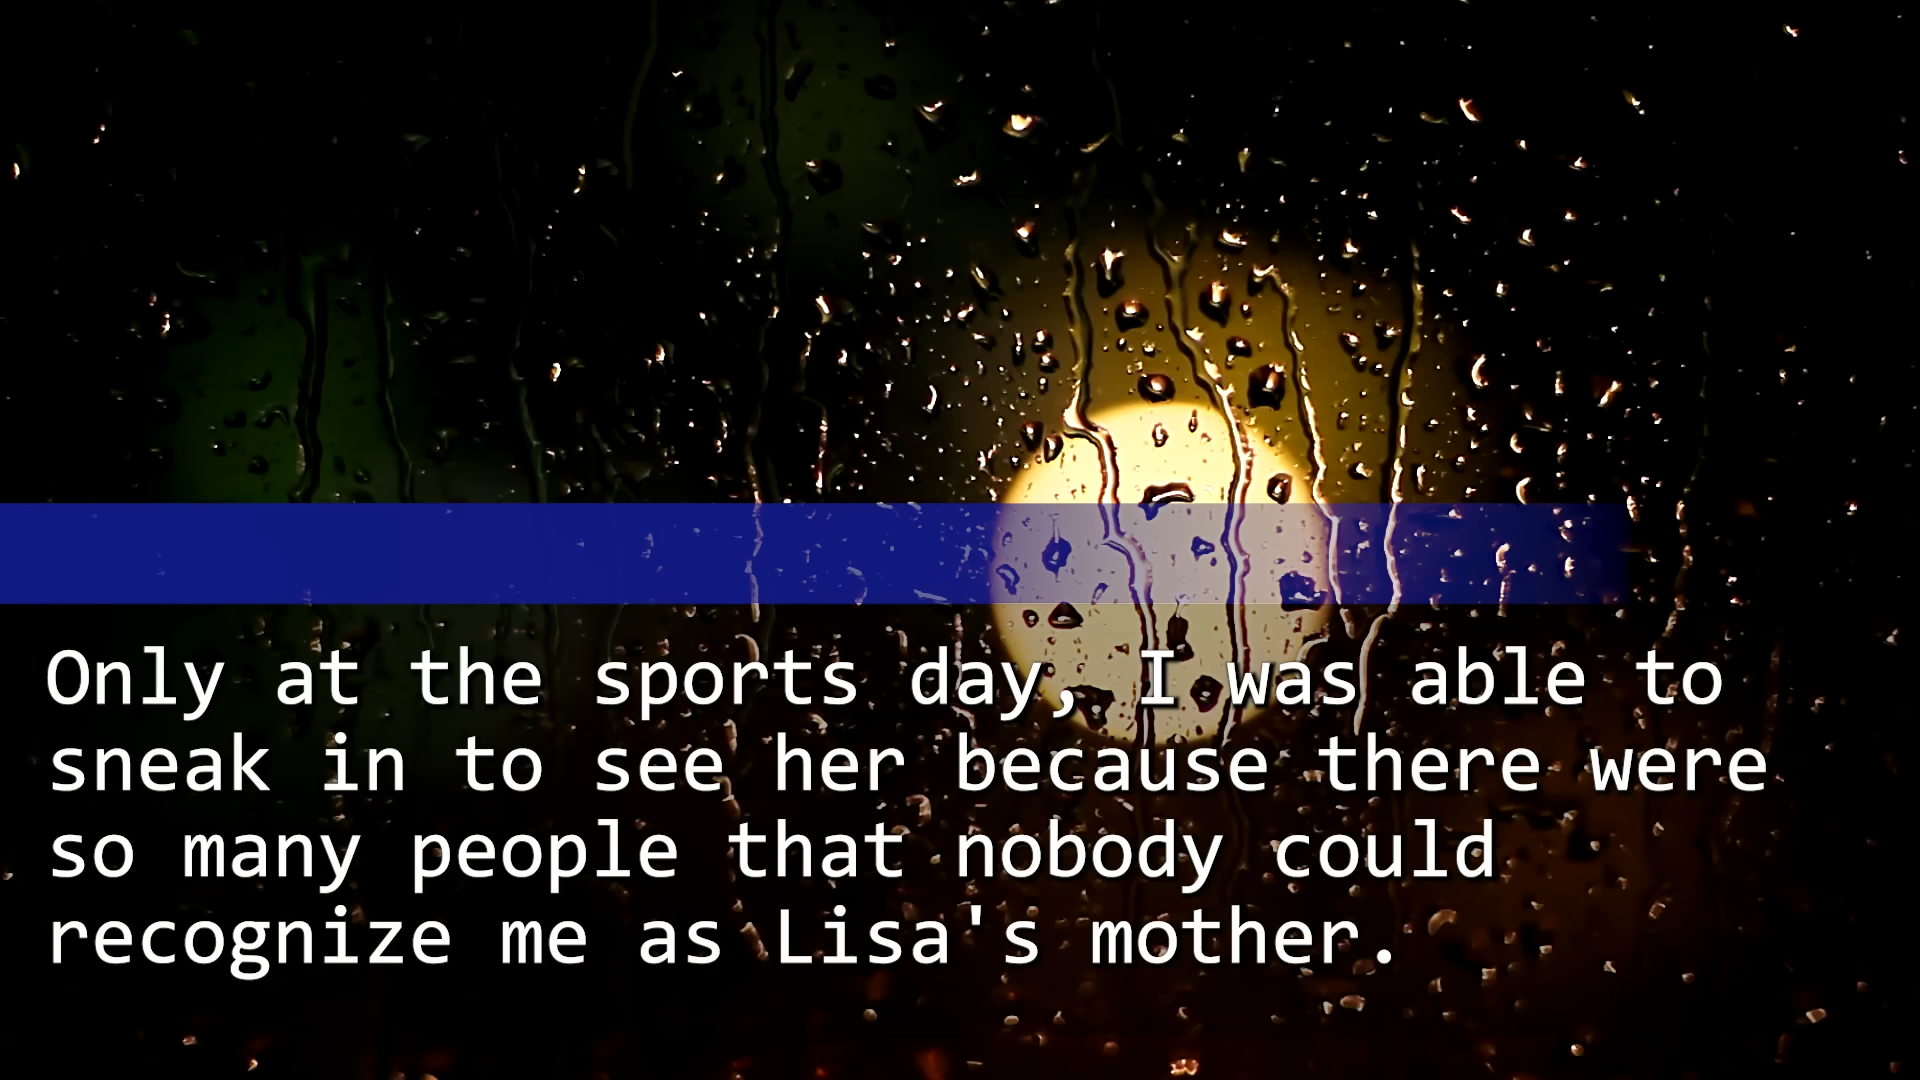 Only at the sports day, I was able to
sneak in to see her because there were
so many people that nobody could
recognize me as Lisa's mother.